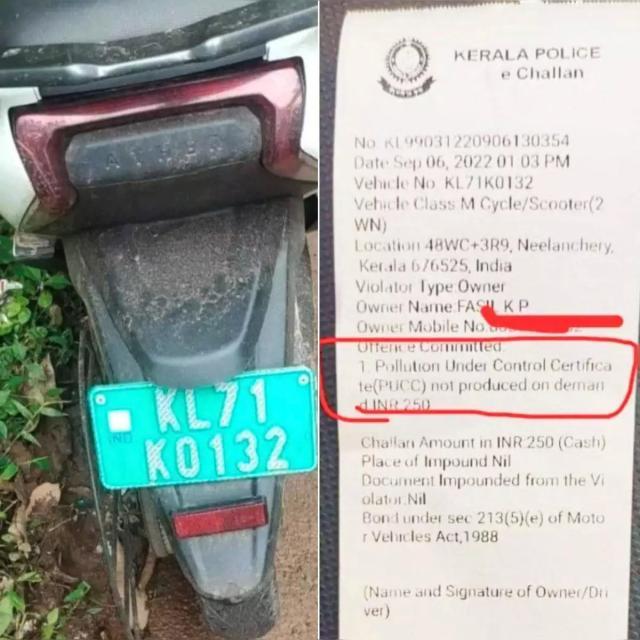 ATHER
IND
KL71
K0132
KERALA POLICE
e Challan
No. KL99031220906130354
Date Sep 06, 2022 01:03 PM
Vehicle No. KL71K0132
Vehicle Class:M Cycle/Scooter(2
WN)
Location 48WC+3R9, Neelanchery,
Kerala 676525, India
Violator Type:Owner
Owner Name:FASIL K P
Owner Mobile No.
Offence Committed:
1. Pollution Under Control Certifica
te(PUCC) not produced on deman
d.INR:250
Challan Amount in INR:250 (Cash)
Place of Impound Nil
Document Impounded from the Vi
olator:Nil
Bond under sec 213(5)(e) of Moto
r Vehicles Act,1988
(Name and Signature of Owner/Dri
ver)